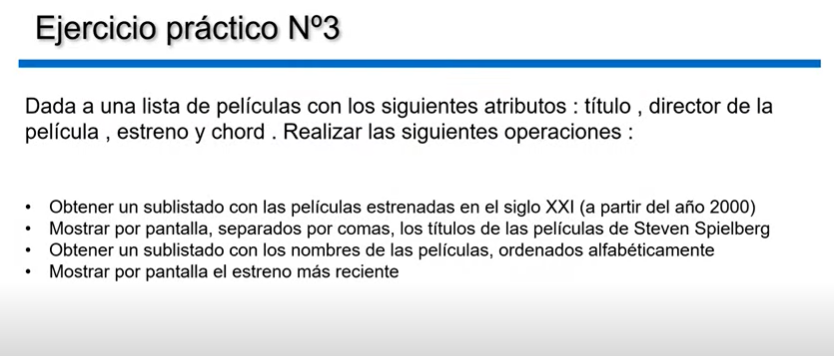 Ejercicio práctico Nº3
Dada a una lista de películas con los siguientes atributos : título , director de la
película , estreno y chord . Realizar las siguientes operaciones :
• Obtener un sublistado con las películas estrenadas en el siglo XXI (a partir del año 2000)
• Mostrar por pantalla, separados por comas, los títulos de las películas de Steven Spielberg
• Obtener un sublistado con los nombres de las películas, ordenados alfabéticamente
• Mostrar por pantalla el estreno más reciente